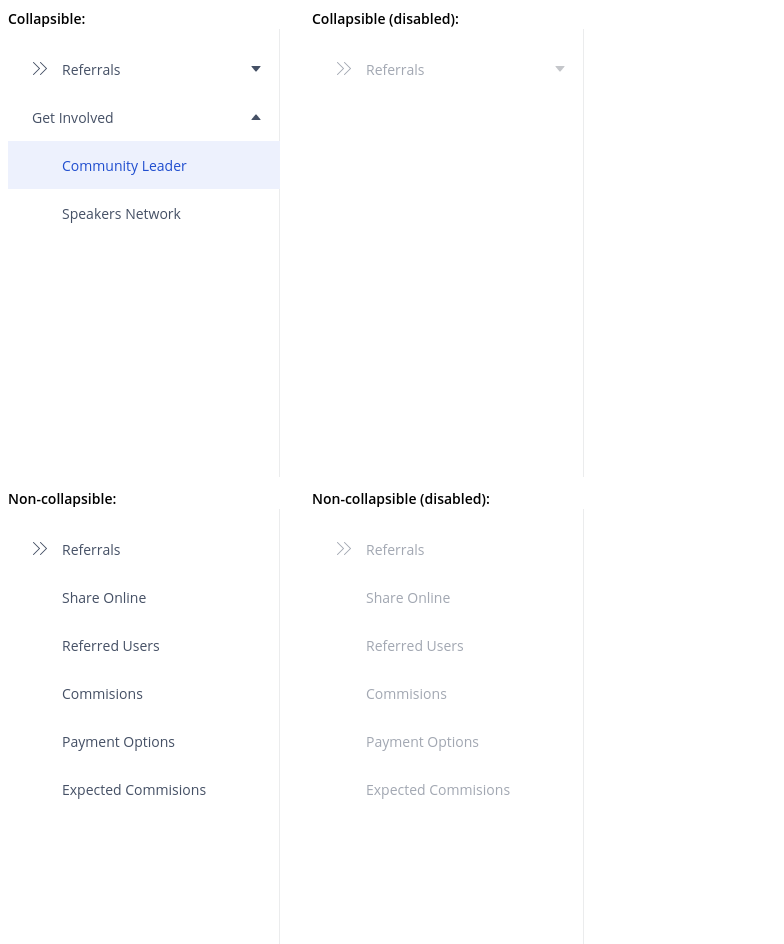 Collapsible:
Referrals
Get Involved
Community Leader
Speakers Network
Collapsible (disabled):
Referrals
Non-collapsible:
Referrals
Share Online
Referred Users
Commisions
Payment Options
Expected Commisions
Non-collapsible (disabled):
Referrals
Share Online
Referred Users
Commisions
Payment Options
Expected Commisions